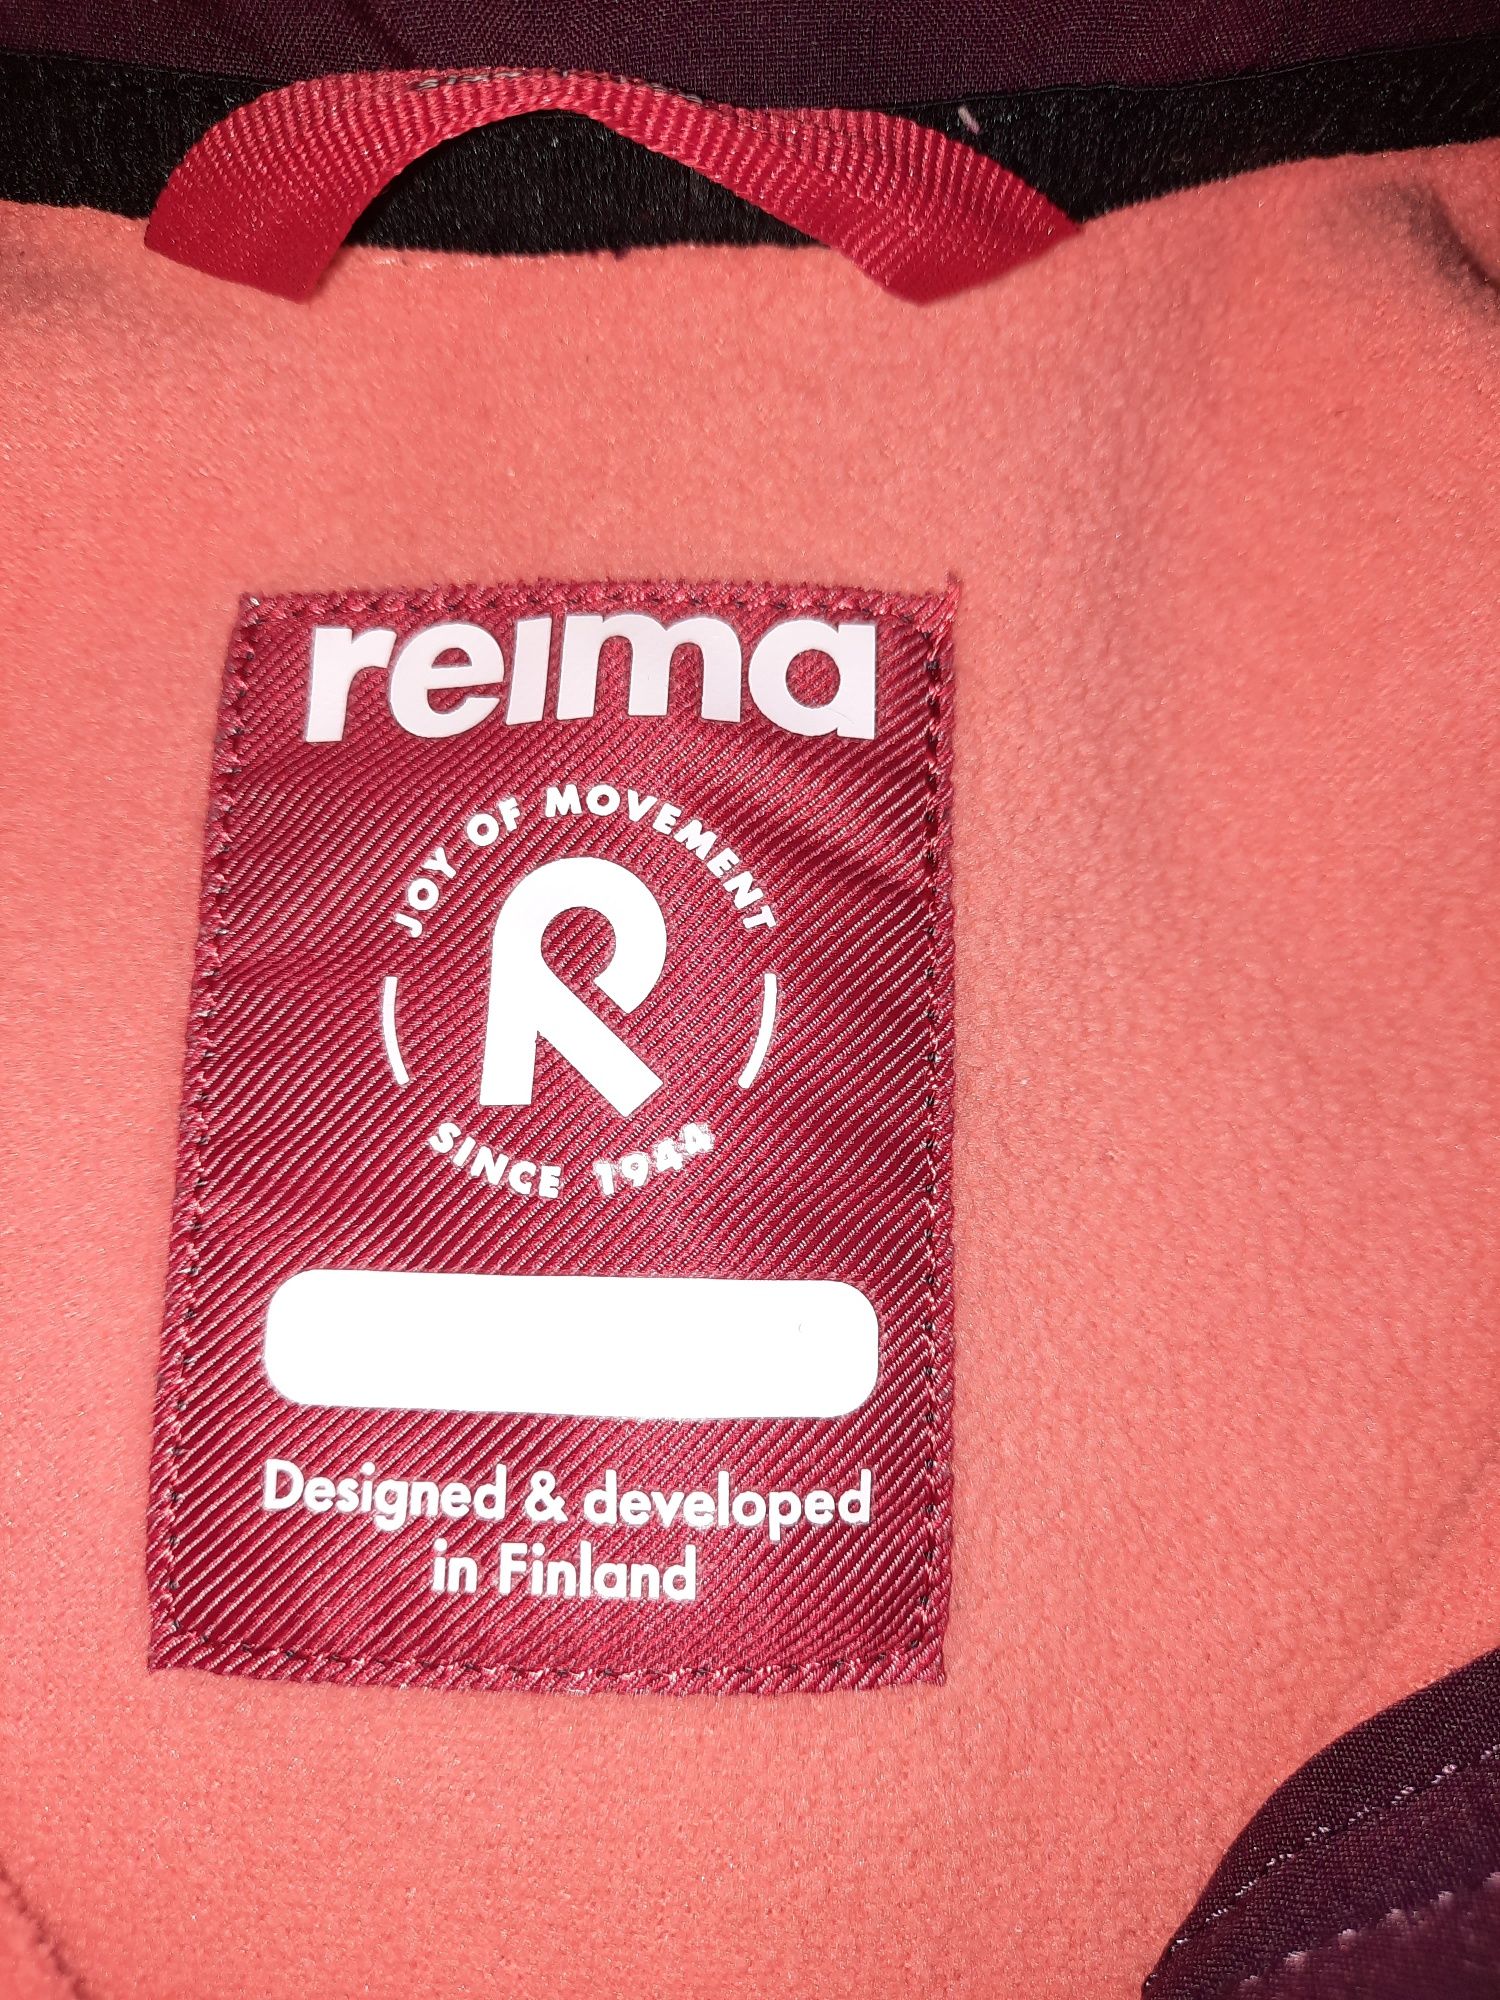 reima
JOY OF MOVEMENT
R
SINCE 1944
Designed & developed
in Finland